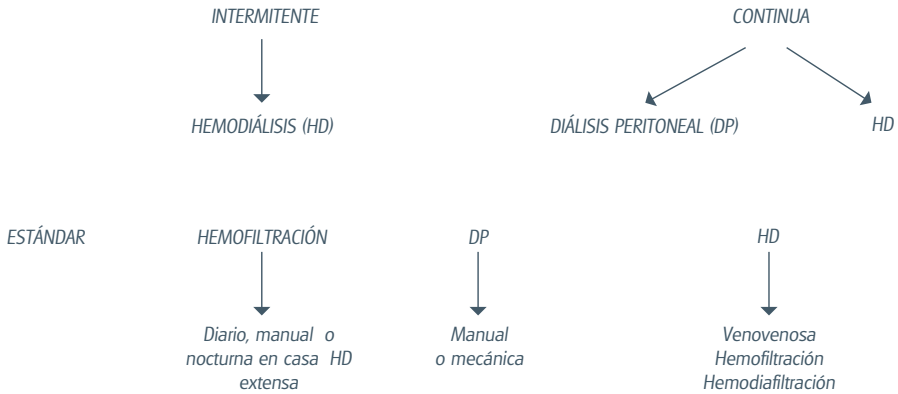 INTERMITENTE CONTINUA
HEMODIÁLISIS (HD) DIÁLISIS PERITONEAL (DP) HD
ESTÁNDAR HEMOFILTRACIÓN DP HD
Diario, manual o
nocturna en casa HD
extensa
Manual
o mecánica
Venovenosa
Hemofiltración
Hemodiafiltración